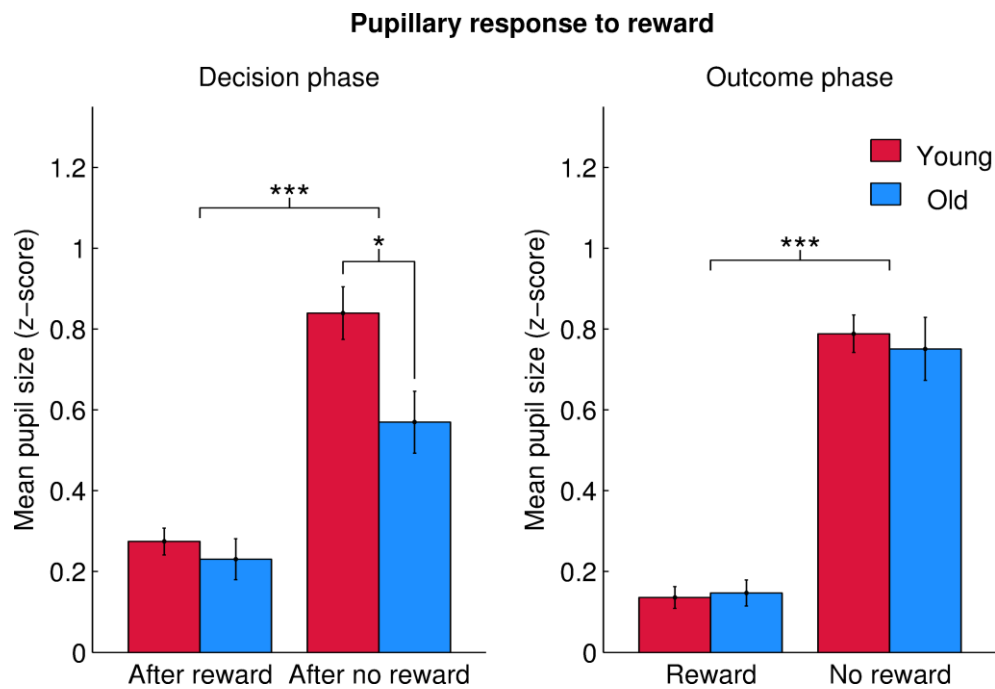 Pupillary response to reward
Decision phase
Mean pupil size (z-score)
1.2
1
0.8
0.6
0.4
0.2
0
***
*
After reward
After no reward
Outcome phase
Mean pupil size (z-score)
1.2
1
0.8
0.6
0.4
0.2
0
***
Young
Old
Reward
No reward